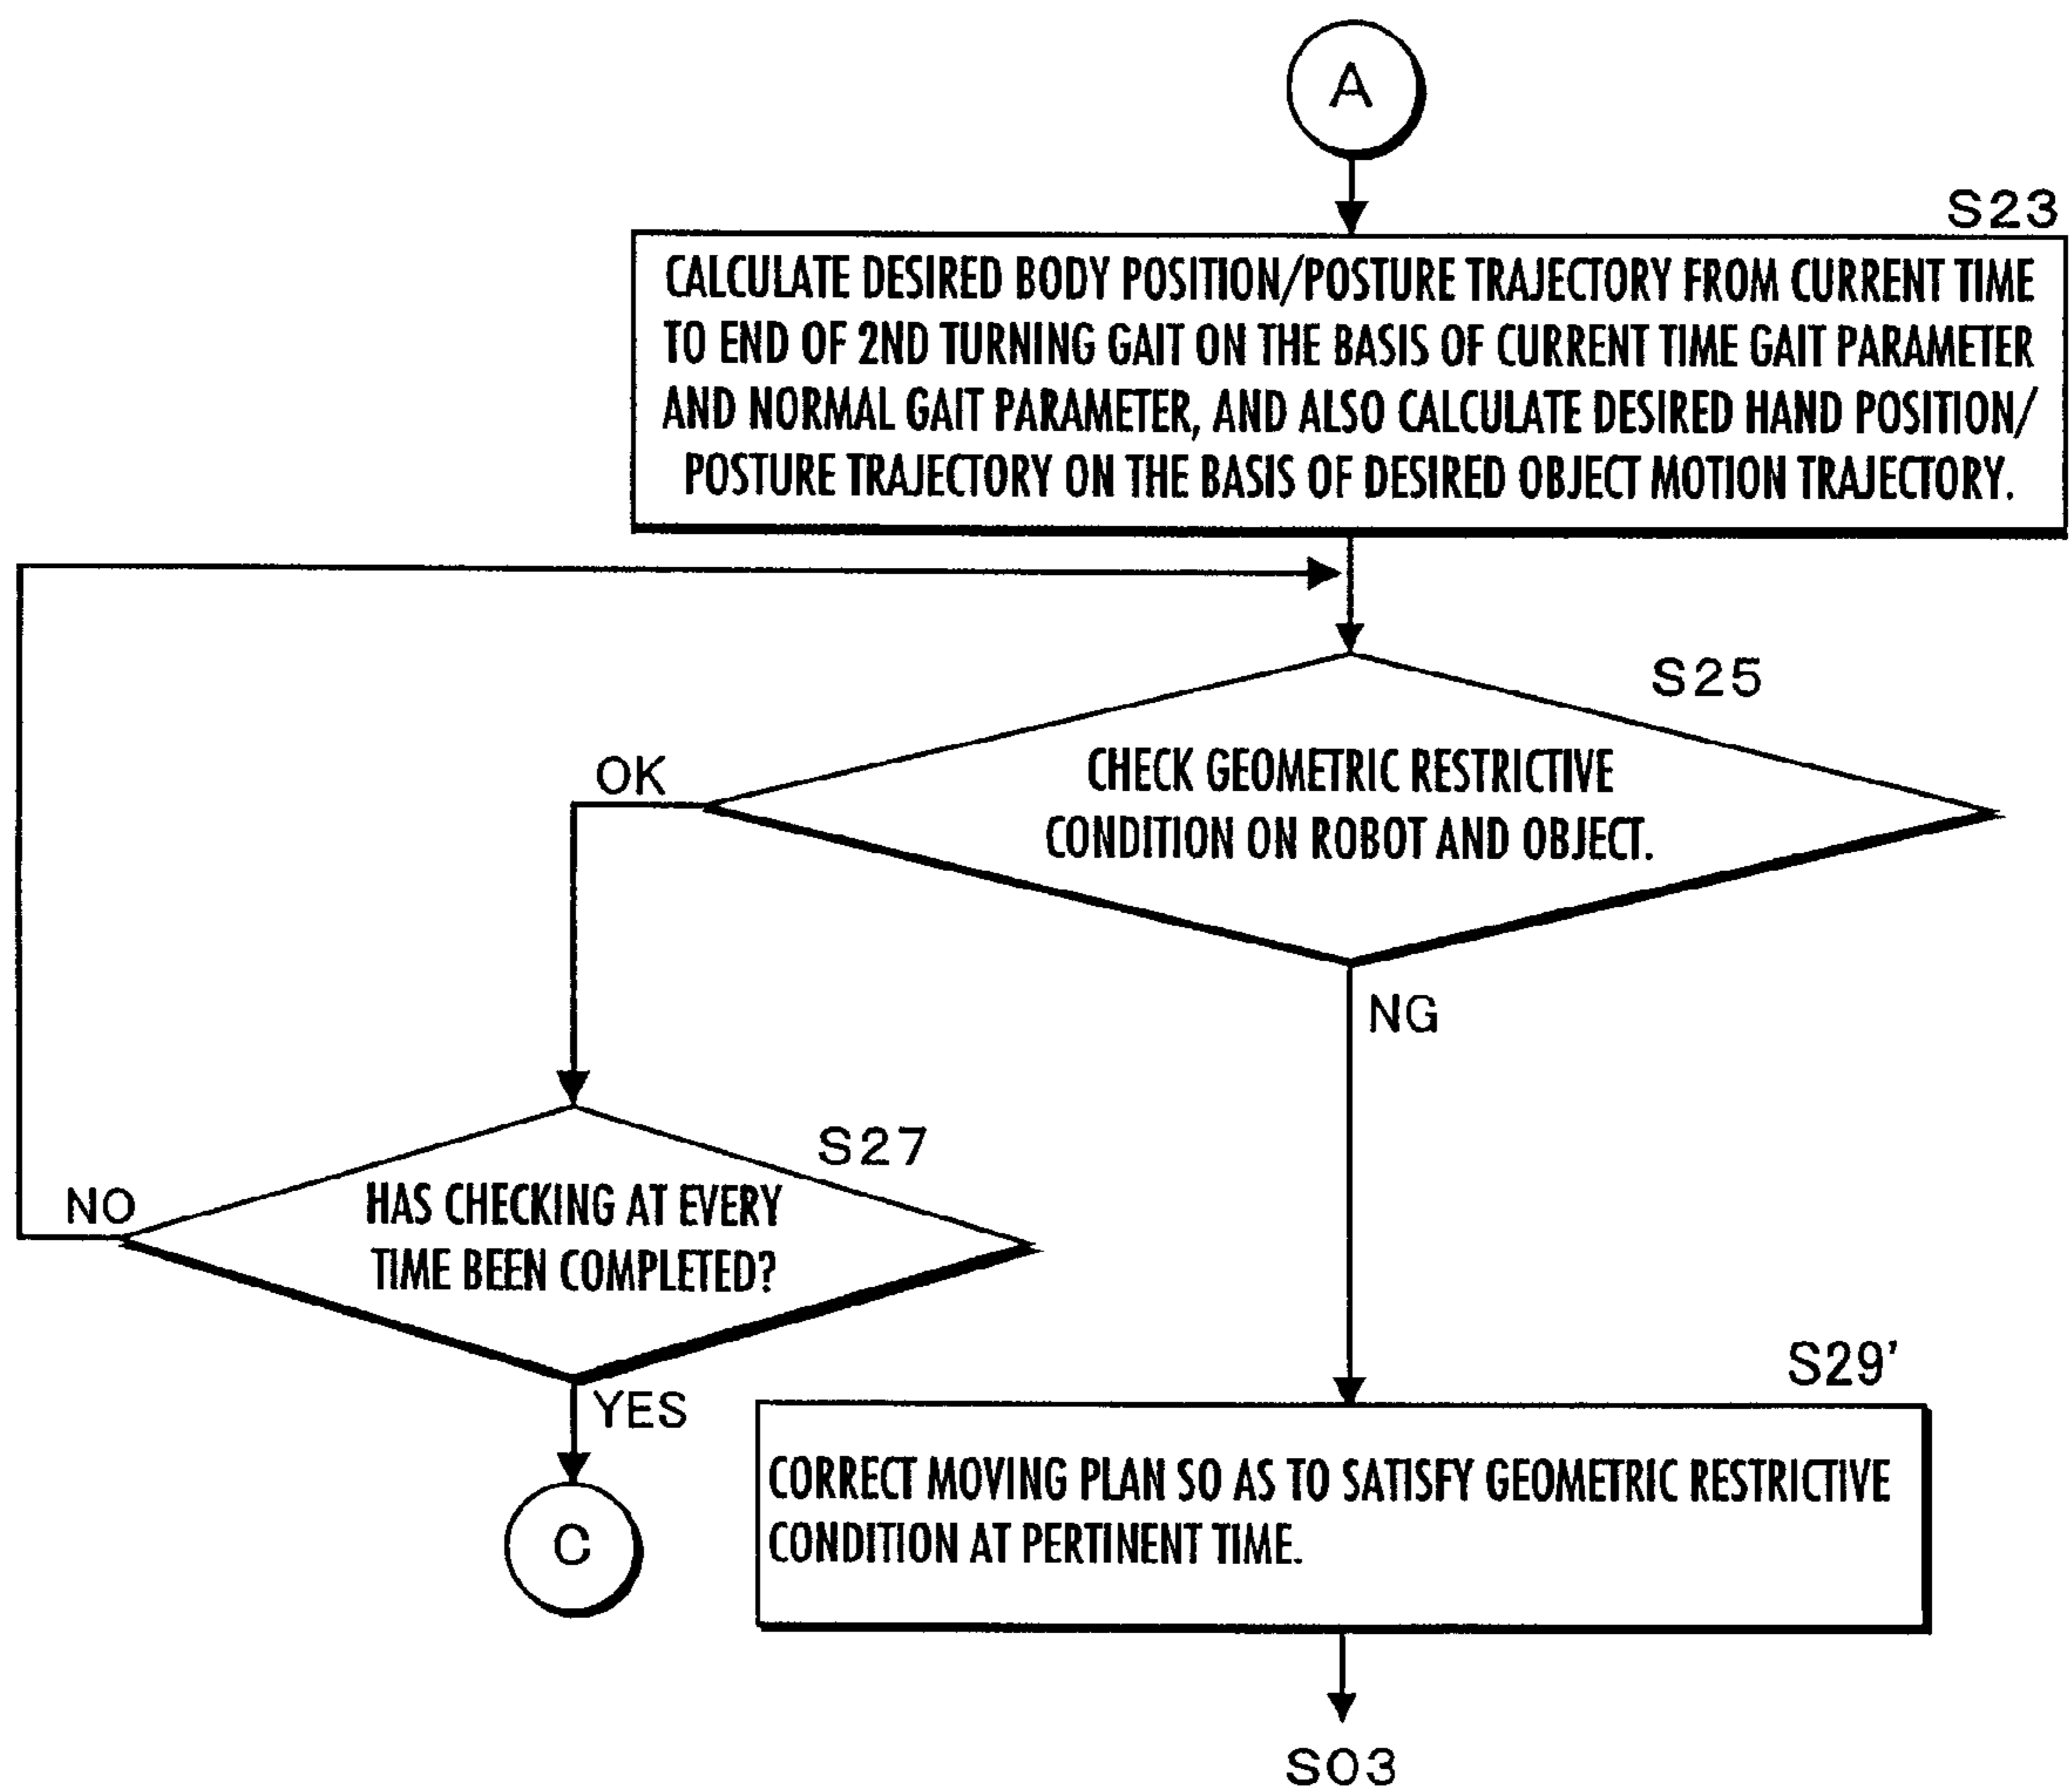 A
S23
CALCULATE DESIRED BODY POSITION/POSTURE TRAJECTORY FROM CURRENT TIME
TO END OF 2ND TURNING GAIT ON THE BASIS OF CURRENT TIME GAIT PARAMETER
AND NORMAL GAIT PARAMETER, AND ALSO CALCULATE DESIRED HAND POSITION/
POSTURE TRAJECTORY ON THE BASIS OF DESIRED OBJECT MOTION TRAJECTORY.
S25
OK
CHECK GEOMETRIC RESTRICTIVE
CONDITION ON ROBOT AND OBJECT.
NG
S27
NO
HAS CHECKING AT EVERY
TIME BEEN COMPLETED?
YES
C
S29'
CORRECT MOVING PLAN SO AS TO SATISFY GEOMETRIC RESTRICTIVE
CONDITION AT PERTINENT TIME.
S03